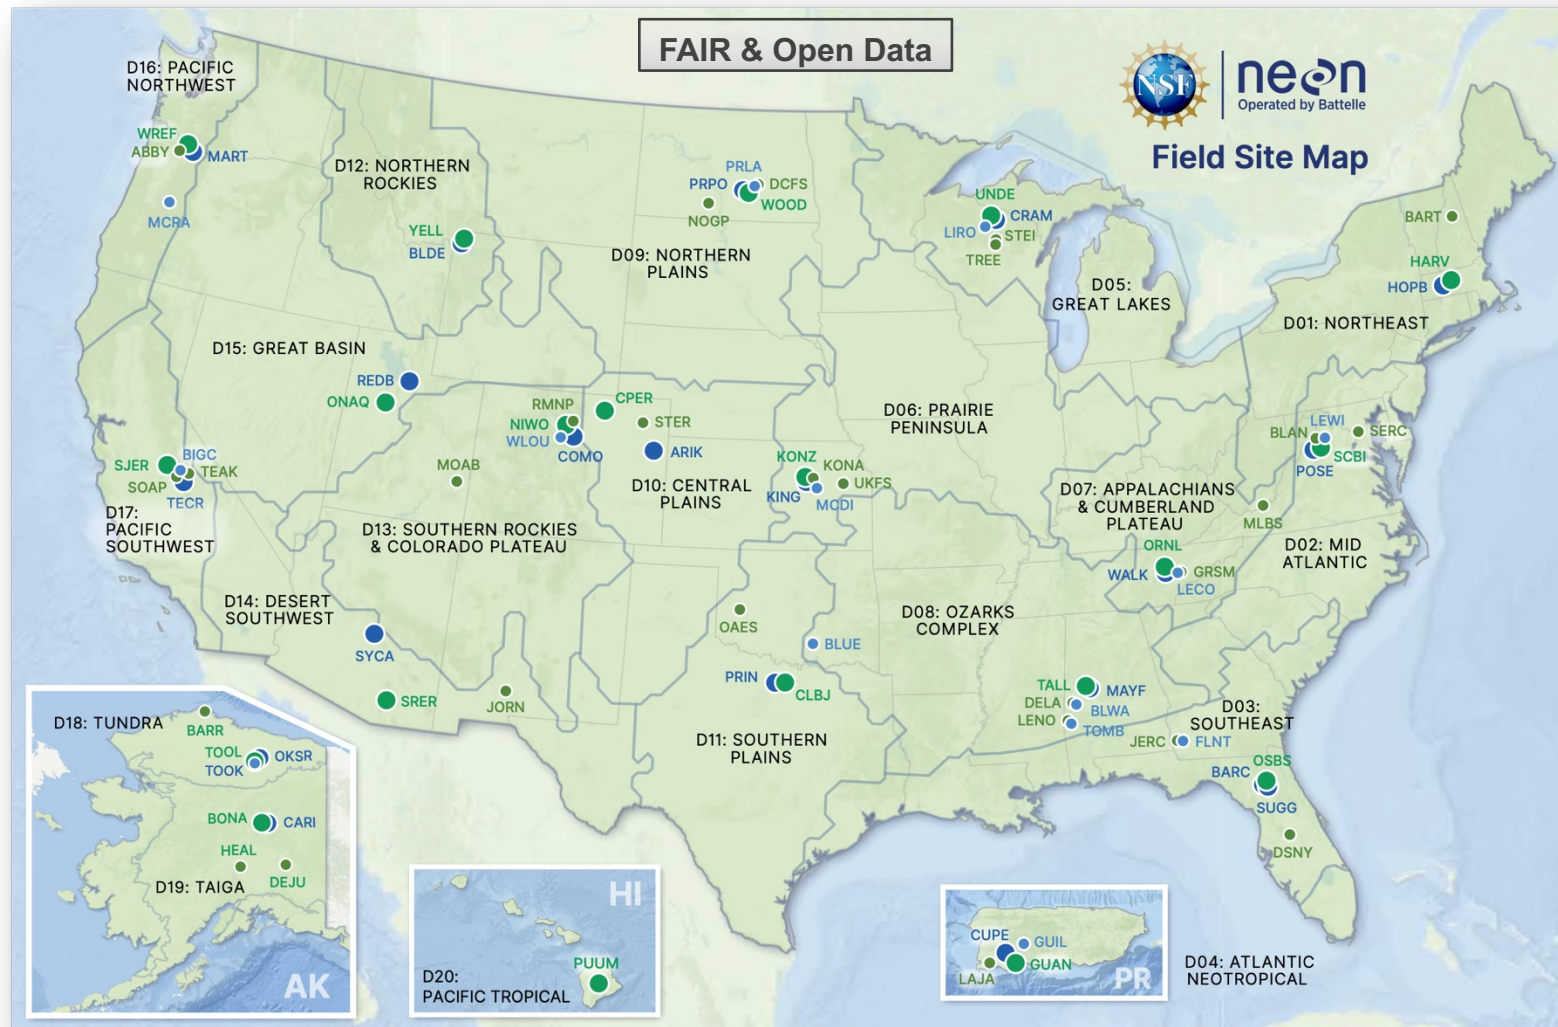 FAIR & Open Data
NSF
neon
Operated by Battelle
Field Site Map
D16: PACIFIC
NORTHWEST
WREF
ABBY
MART
MCRA
D12: NORTHERN
ROCKIES
YELL
BLDE
PRLA
PRPO
DCFS
WOOD
NOGP
D09: NORTHERN
PLAINS
UNDE
CRAM
LIRO
STEI
TREE
D05:
GREAT LAKES
BART
HARV
HOPB
D01: NORTHEAST
D15: GREAT BASIN
REDB
ONAQ
RMNP
NIWO
WLOU
COMO
CPER
STER
ARIK
D10: CENTRAL
PLAINS
KONZ
KONA
KING
MCDI
UKFS
D06: PRAIRIE
PENINSULA
LEWI
BLAN
SERC
SCBI
POSE
SJER
BIGC
TEAK
SOAP
TECR
D17:
PACIFIC
SOUTHWEST
MOAB
D13: SOUTHERN ROCKIES
& COLORADO PLATEAU
D07: APPALACHIANS
& CUMBERLAND
PLATEAU
MLBS
ORNL
WALK
GRSM
LECO
D02: MID
ATLANTIC
D14: DESERT
SOUTHWEST
SYCA
SRER
JORN
OAES
BLUE
PRIN
CLBJ
D08: OZARKS
COMPLEX
TALL
MAYF
DELA
BLWA
LENO
TOMB
D03:
SOUTHEAST
JERC
FLNT
OSBS
BARC
SUGG
DSNY
D11: SOUTHERN
PLAINS
D18: TUNDRA
BARR
TOOL
TOOK
OKSR
BONA
CARI
HEAL
DEJU
D19: TAIGA
AK
HI
PUUM
D20:
PACIFIC TROPICAL
CUPE
GUIL
GUAN
LAJA
PR
D04: ATLANTIC
NEOTROPICAL